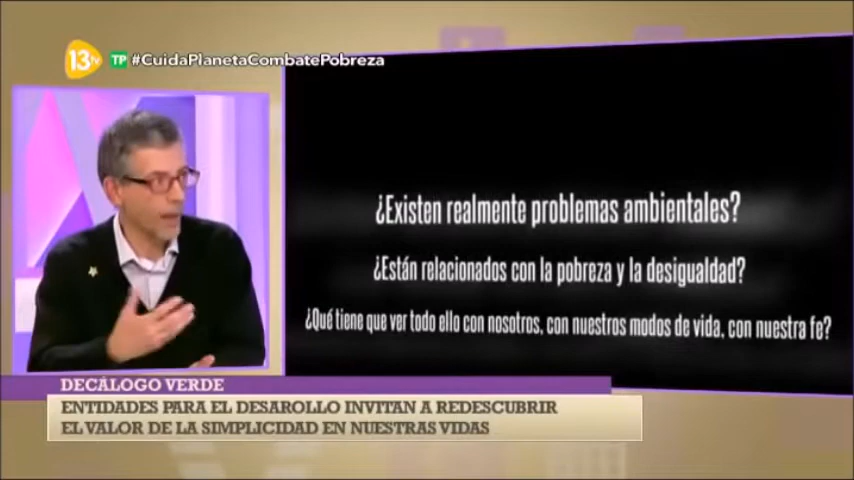 13tv TP #CuidaPlanetaCombatePobreza
¿Existen realmente problemas ambientales?
¿Están relacionados con la pobreza y la desigualdad?
¿Qué tiene que ver todo ello con nosotros, con nuestros modos de vida, con nuestra fe?
DECÁLOGO VERDE
ENTIDADES PARA EL DESAROLLO INVITAN A REDESCUBRIR
EL VALOR DE LA SIMPLICIDAD EN NUESTRAS VIDAS